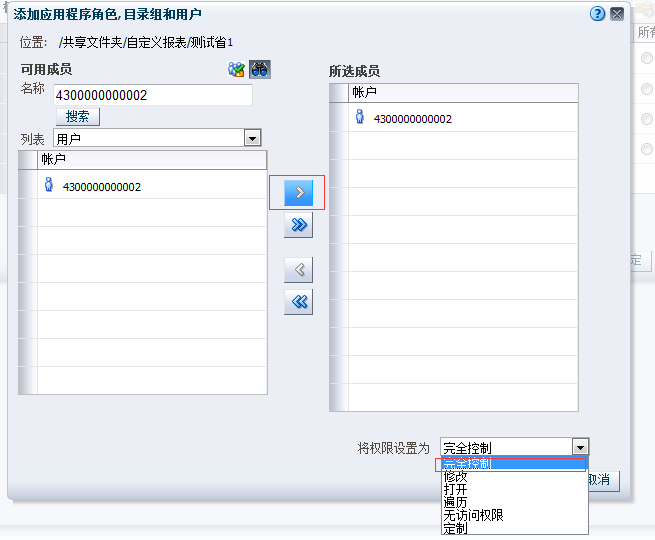 添加应用程序角色,目录组和用户
所有
位置: /共享文件夹/自定义报表/测试省1
可用成员
名称
4300000000002
搜索
列表
用户
帐户
4300000000002
所选成员
帐户
4300000000002
定
将权限设置为
完全控制
完全控制
修改
打开
遍历
无访问权限
定制
取消